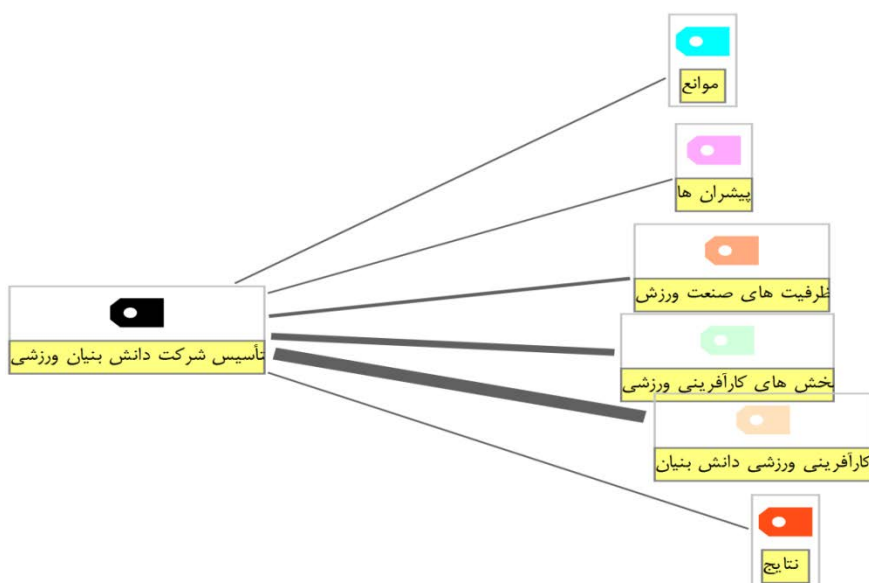 موانع
پیشران ها
ظرفیت های صنعت ورزش
تأسیس شرکت دانش بنیان ورزشی
بخش های کارآفرینی ورزشی
کارآفرینی ورزشی دانش بنیان
نتایج